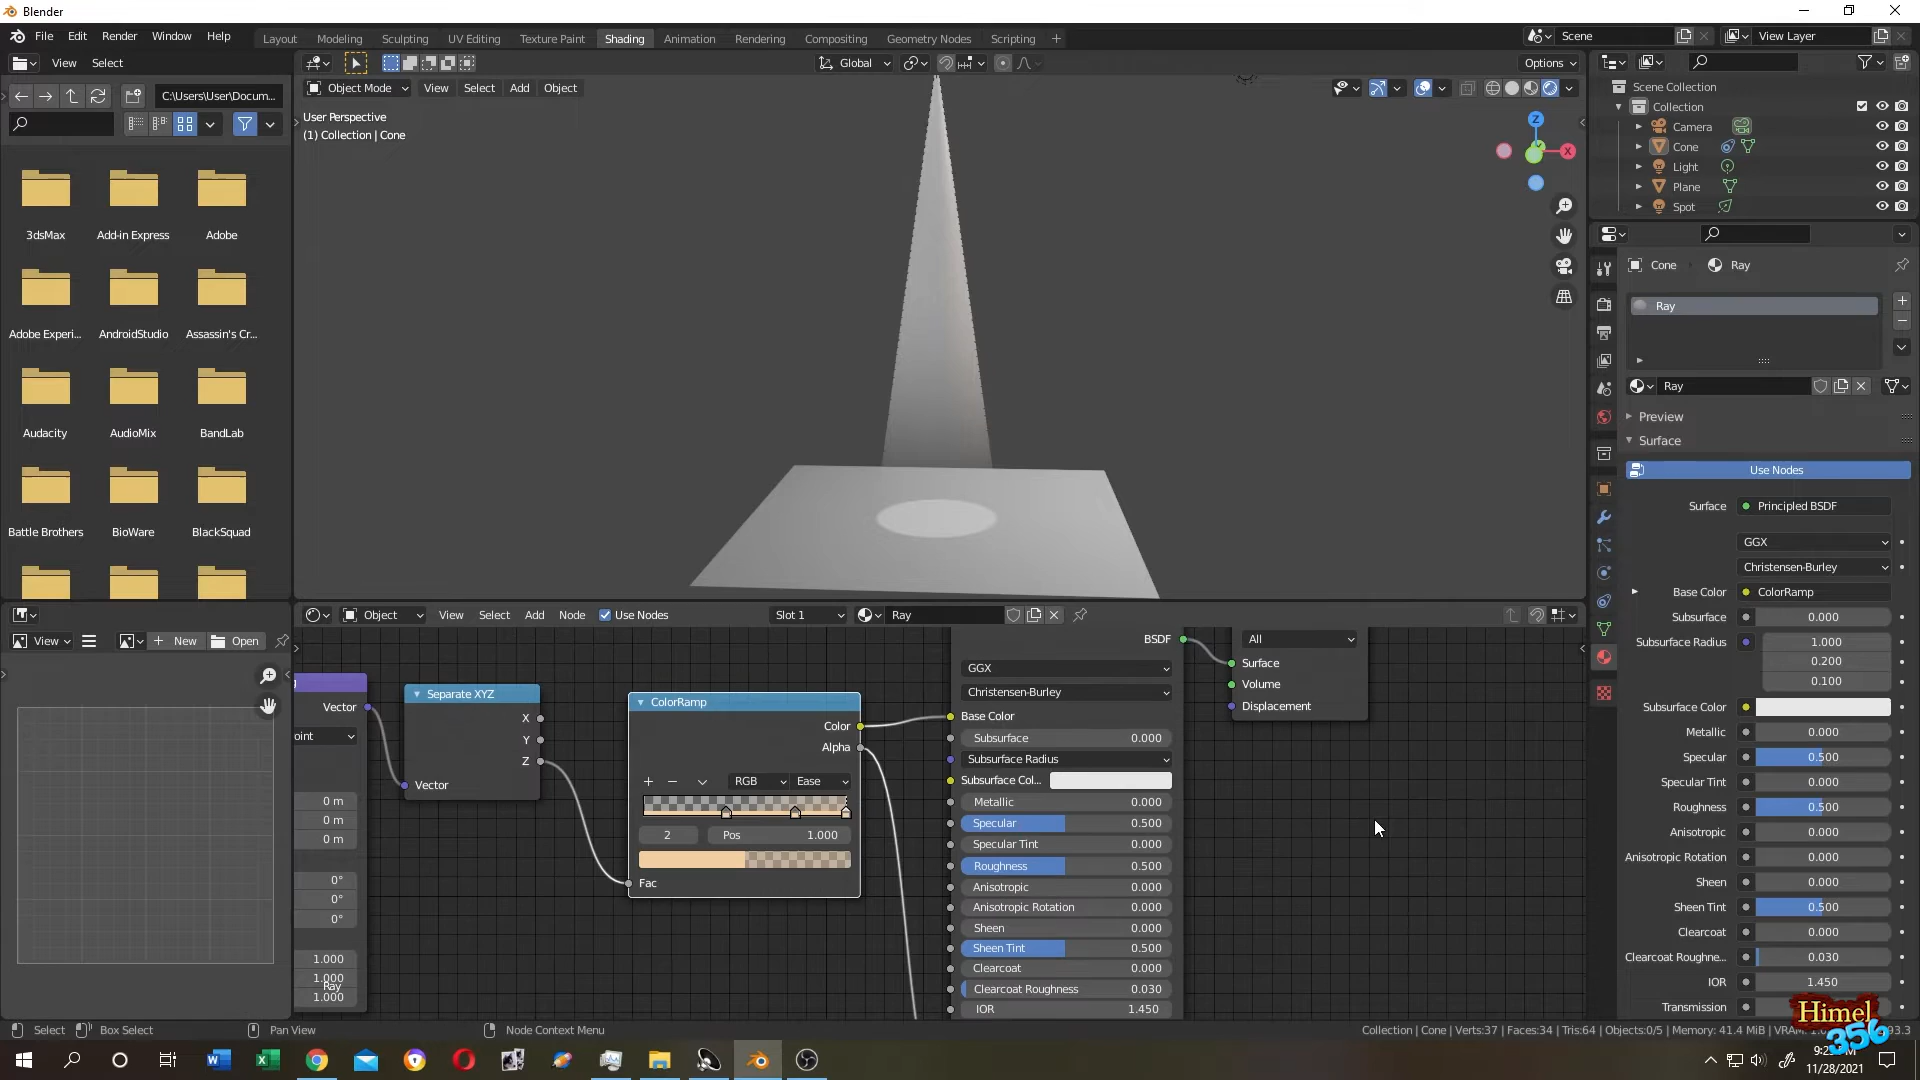 Blender
File Edit Render Window Help
Layout Modeling Sculpting UV Editing Texture Paint Shading Animation Rendering Compositing Geometry Nodes Scripting +
Scene
View Layer
View Select
Global
Options
C:\Users\User\Docum...
Object Mode View Select Add Object
User Perspective
(1) Collection | Cone
Z
X
Scene Collection
Collection
Camera
Cone
Light
Plane
Spot
3dsMax Add-in Express Adobe
Adobe Experi... AndroidStudio Assassin's Cr...
Audacity AudioMix BandLab
Battle Brothers BioWare BlackSquad
Cone Ray
Ray
Ray
Preview
Surface
Use Nodes
Surface Principled BSDF
GGX
Christensen-Burley
Base Color ColorRamp
Subsurface 0.000
Subsurface Radius 1.000
0.200
0.100
Subsurface Color
Metallic 0.000
Specular 0.500
Specular Tint 0.000
Roughness 0.500
Anisotropic 0.000
Anisotropic Rotation 0.000
Sheen 0.000
Sheen Tint 0.500
Clearcoat 0.000
Clearcoat Roughne... 0.030
IOR 1.450
Transmission
View New Open
Object View Select Add Node Use Nodes Slot 1 Ray
Vector
oint
0 m
0 m
0 m
0°
0°
0°
1.000
1.000
1.000
Ray
Separate XYZ
X
Y
Z
Vector
ColorRamp
Color
Alpha
RGB Ease
2 Pos 1.000
Fac
BSDF
GGX
Christensen-Burley
Base Color
Subsurface 0.000
Subsurface Radius
Subsurface Col...
Metallic 0.000
Specular 0.500
Specular Tint 0.000
Roughness 0.500
Anisotropic 0.000
Anisotropic Rotation 0.000
Sheen 0.000
Sheen Tint 0.500
Clearcoat 0.000
Clearcoat Roughness 0.030
IOR 1.450
All
Surface
Volume
Displacement
Select Box Select Pan View Node Context Menu
Collection | Cone | Verts:37 | Faces:34 | Tris:64 | Objects:0/5 | Memory: 41.4 MiB | VRAM:
Himel
356
11/28/2021